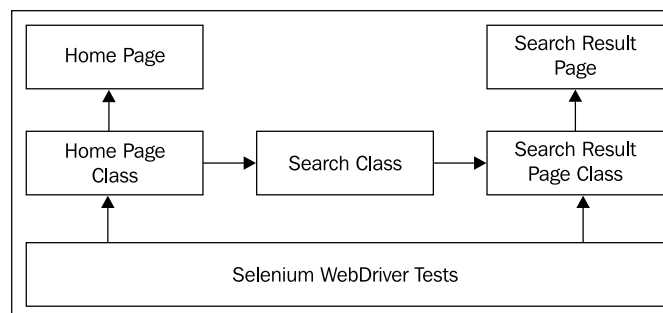 Home Page
Search Result
Page
Home Page
Class
Search Class
Search Result
Page Class
Selenium WebDriver Tests